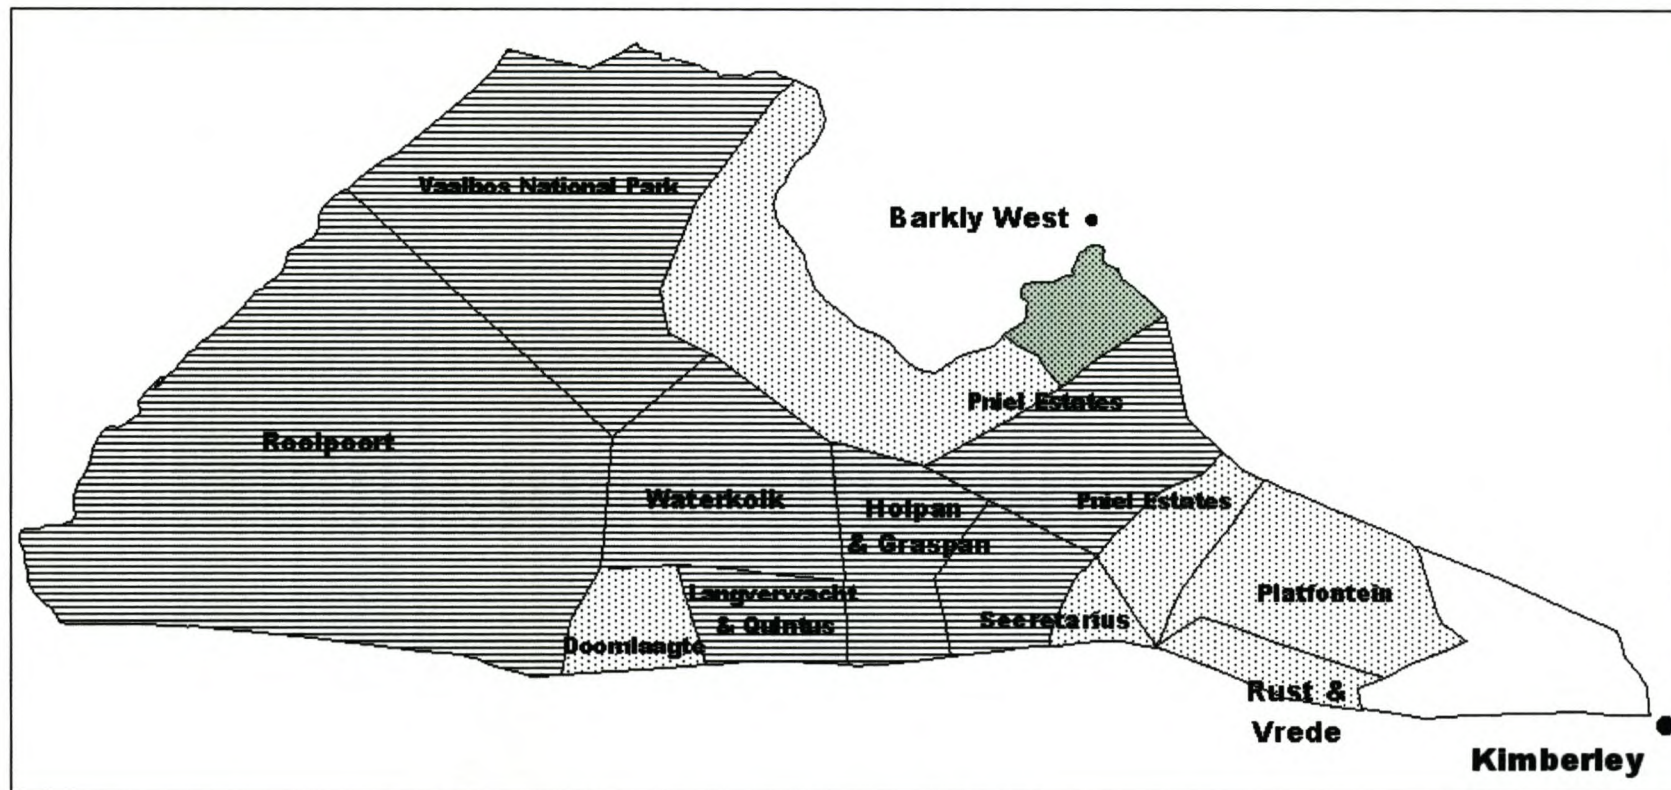 Vaalbos National Park
Barkly West
Pniel Estates
Roolpoort
Waterkolk
Holpan
& Graspan
Pniel Estates
Langverwacht
& Quintus
Platfontein
Secretarius
Doornlaagte
Rust &
Vrede
Kimberley